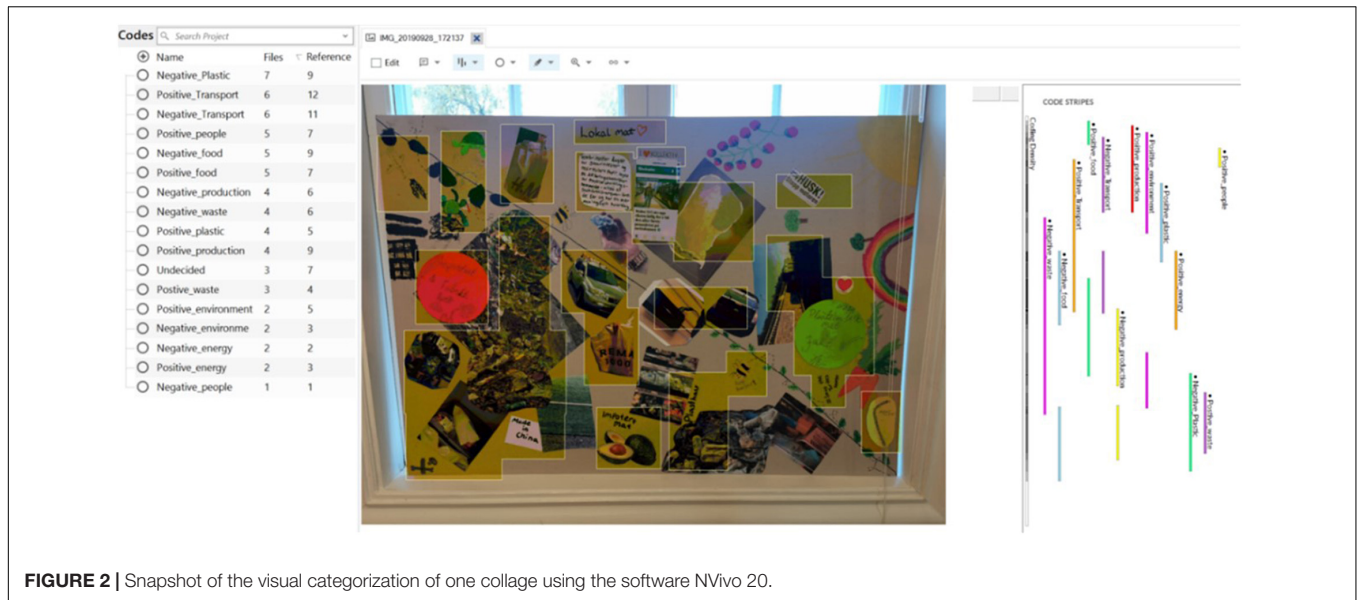 Codes
Search Project
Name Files Reference
Negative_Plastic 7 9
Positive_Transport 6 12
Negative_Transport 6 11
Positive_people 5 7
Negative_food 5 9
Positive_food 5 7
Negative_production 4 6
Negative_waste 4 6
Positive_plastic 4 5
Positive_production 4 9
Undecided 3 7
Postive_waste 3 4
Positive_environment 2 5
Negative_environme 2 3
Negative_energy 2 2
Positive_energy 2 3
Negative_people 1 1
IMG_20190928_172137
Edit
Lokal mat
HUSK!
REMA
1000
Made
in
China
CODE STRIPES
Coding Density
Negative_waste
Negative_food
Positive_Transport
Positive_food
Negative_Transport
Negative_production
Positive_production
Positive_environment
Positive_plastic
Positive_energy
Negative_Plastic
Postive_waste
Positive_people
FIGURE 2 | Snapshot of the visual categorization of one collage using the software NVivo 20.